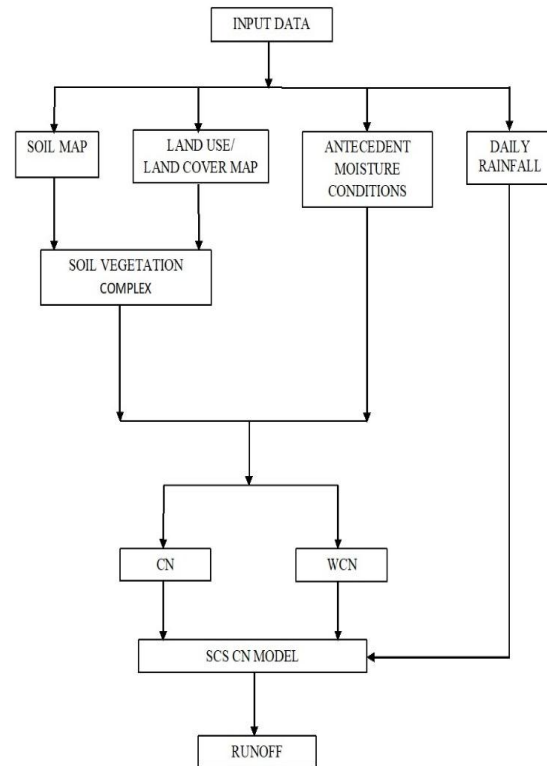 INPUT DATA
SOIL MAP
LAND USE/
LAND COVER MAP
ANTECEDENT
MOISTURE
CONDITIONS
DAILY
RAINFALL
SOIL VEGETATION
COMPLEX
CN
WCN
SCS CN MODEL
RUNOFF